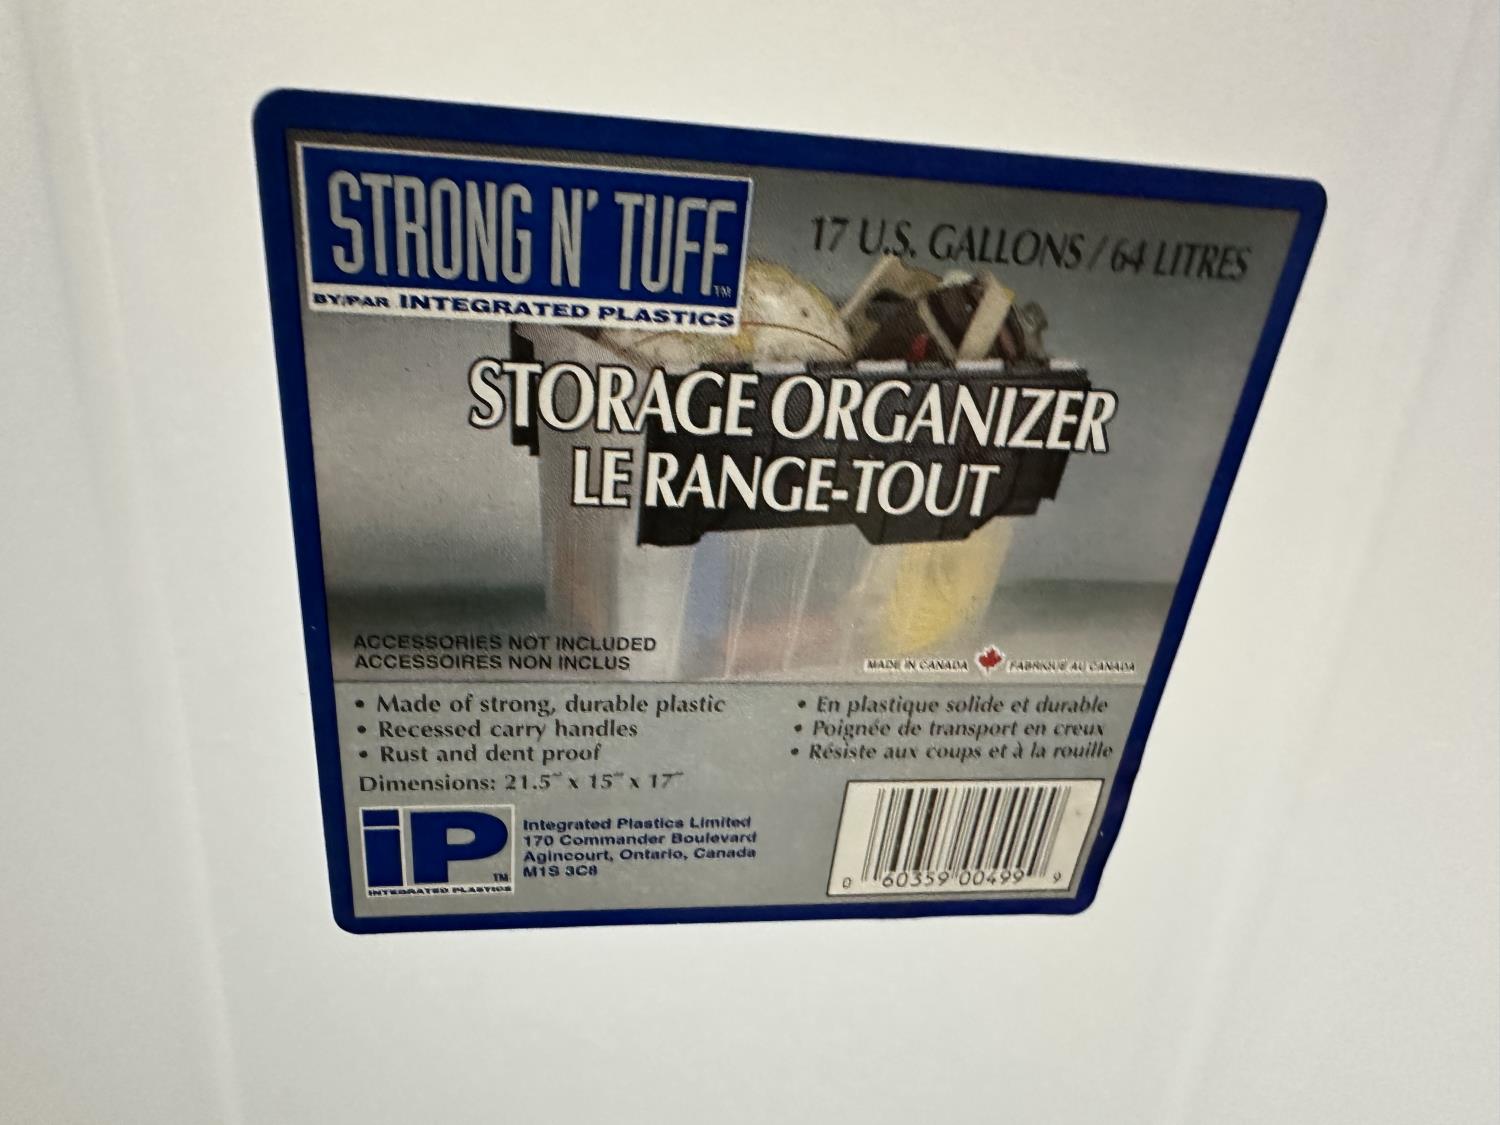 STRONG N' TUFF™
BY/PAR INTEGRATED PLASTICS
17 U.S. GALLONS / 64 LITRES
STORAGE ORGANIZER
LE RANGE-TOUT
ACCESSORIES NOT INCLUDED
ACCESSOIRES NON INCLUS
MADE IN CANADA FABRIQUÉ AU CANADA
• Made of strong, durable plastic
• Recessed carry handles
• Rust and dent proof
Dimensions: 21.5" x 15" x 17"
• En plastique solide et durable
• Poignée de transport en creux
• Résiste aux coups et à la rouille
iP™
INTEGRATED PLASTICS
Integrated Plastics Limited
170 Commander Boulevard
Agincourt, Ontario, Canada
M1S 3C8
0 60359 00499 9